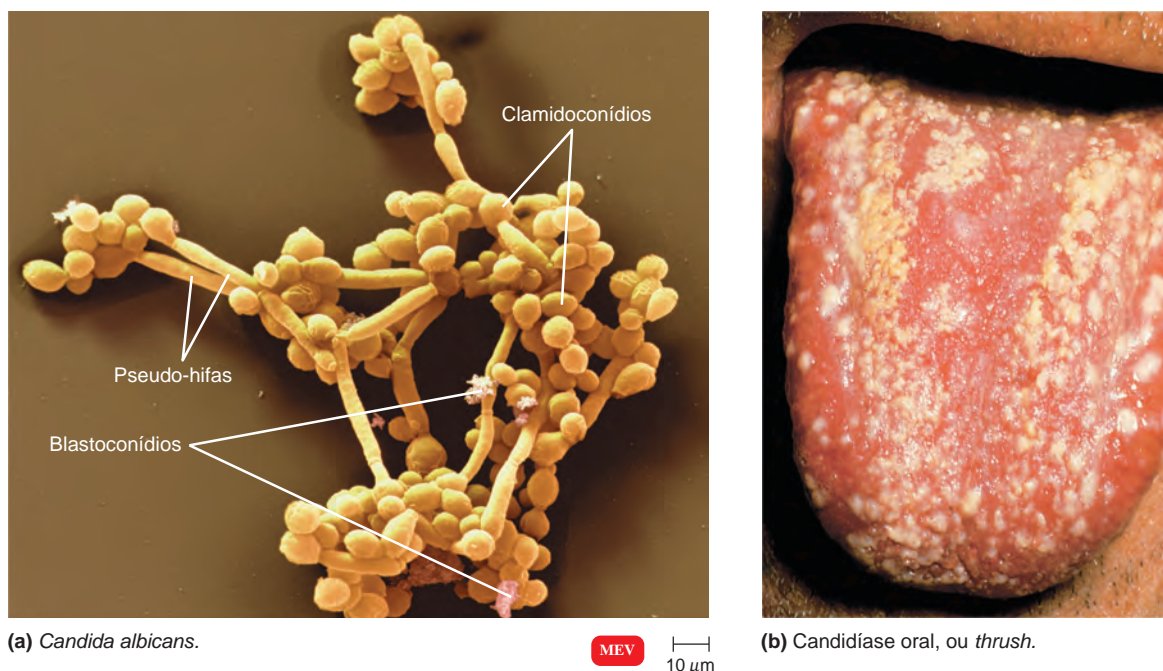 Clamidoconídios
Pseudo-hifas
Blastoconídios
(a) Candida albicans.
MEV
10 μm
(b) Candidíase oral, ou thrush.